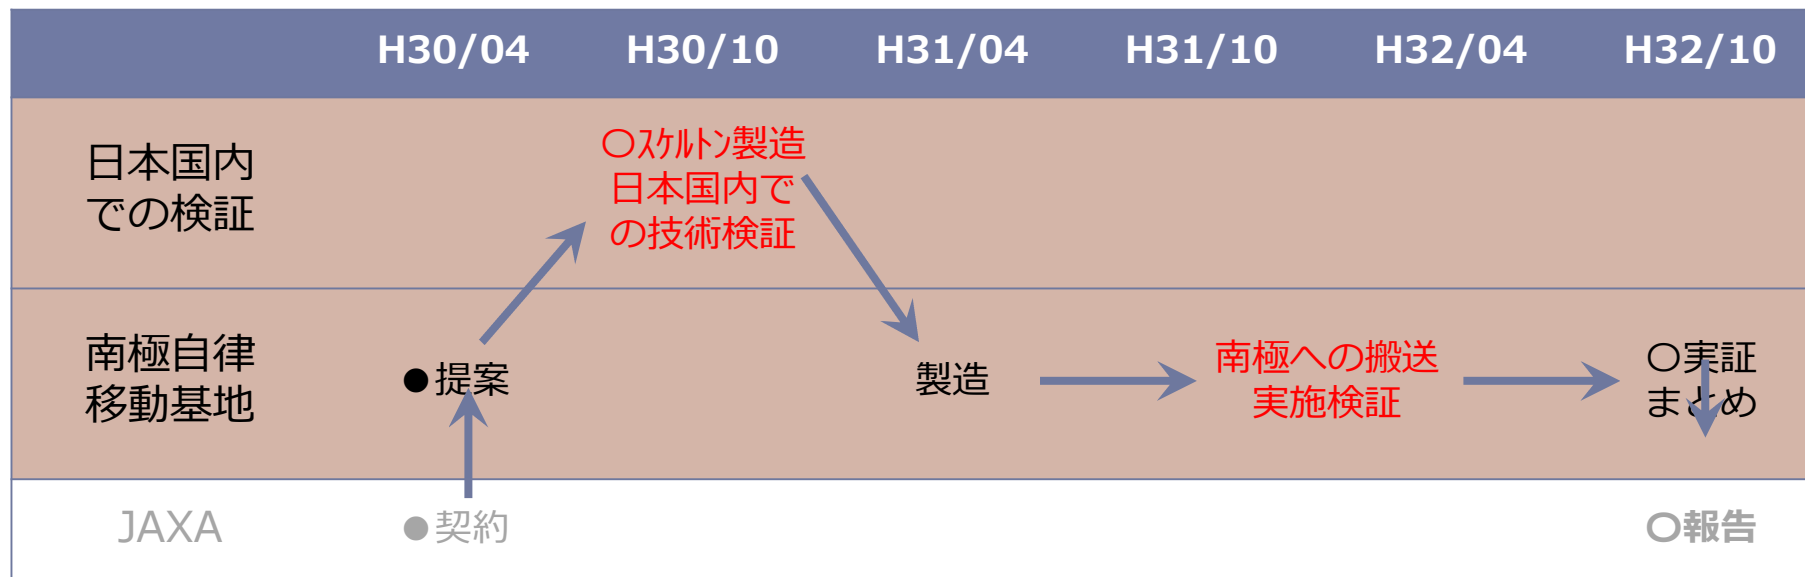 H30/04 H30/10 H31/04 H31/10 H32/04 H32/10
日本国内
での検証
〇ｽｹﾙﾄﾝ製造
日本国内で
の技術検証
南極自律
移動基地
●提案
製造
南極への搬送
実施検証
〇実証
まとめ
JAXA
●契約
〇報告